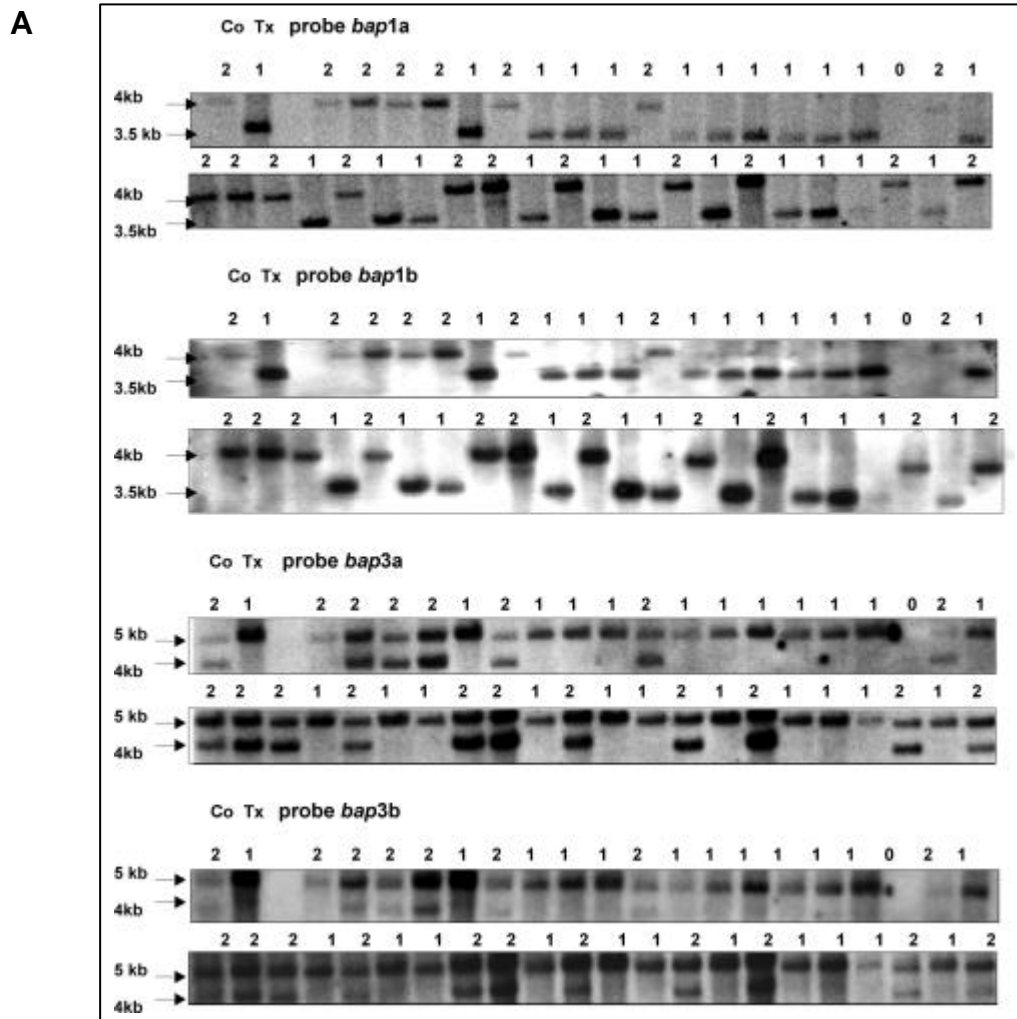 A
Co Tx probe bap1a
2 1 2 2 2 2 1 2 1 1 1 2 1 1 1 1 1 1 0 2 1
4kb
3.5 kb
2 2 2 1 2 1 1 2 2 1 2 1 1 2 1 2 1 1 1 2 1 2
4kb
3.5kb
Co Tx probe bap1b
2 1 2 2 2 2 1 2 1 1 1 2 1 1 1 1 1 1 0 2 1
4kb
3.5kb
2 2 2 1 2 1 1 2 2 1 2 1 1 2 1 2 1 1 1 2 1 2
4kb
3.5kb
Co Tx probe bap3a
2 1 2 2 2 2 1 2 1 1 1 2 1 1 1 1 1 1 0 2 1
5 kb
4kb
2 2 2 1 2 1 1 2 2 1 2 1 1 2 1 2 1 1 1 2 1 2
5 kb
4kb
Co Tx probe bap3b
2 1 2 2 2 2 1 2 1 1 1 2 1 1 1 1 1 1 0 2 1
5 kb
4kb
2 2 2 1 2 1 1 2 2 1 2 1 1 2 1 2 1 1 1 2 1 2
5 kb
4kb